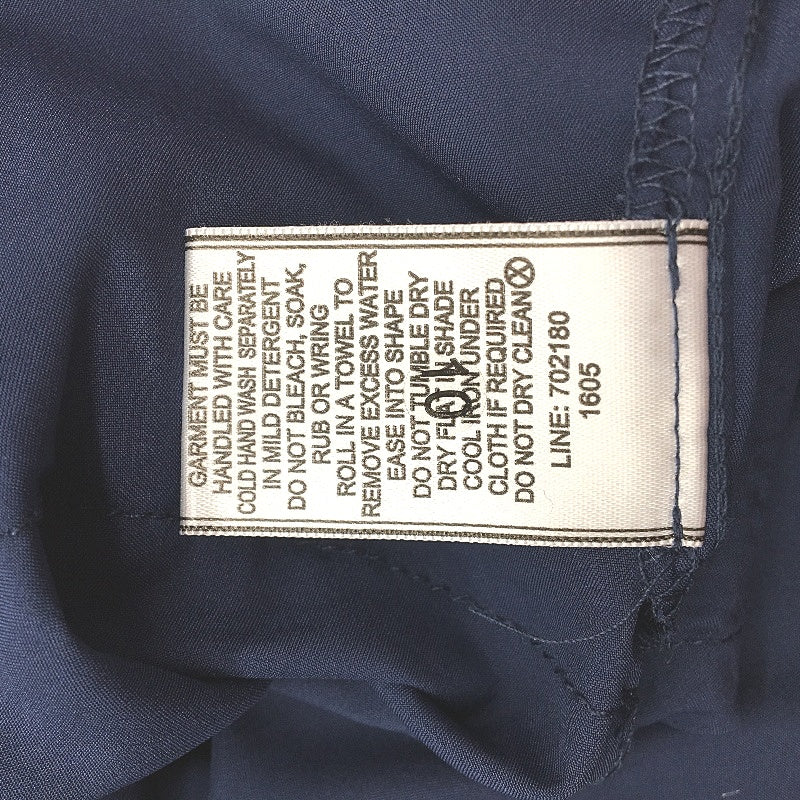 GARMENT MUST BE
HANDLED WITH CARE
COLD HAND WASH SEPARATELY
IN MILD DETERGENT
DO NOT BLEACH, SOAK,
RUB OR WRING
ROLL IN A TOWEL TO
REMOVE EXCESS WATER
EASE INTO SHAPE
DO NOT TUMBLE DRY
DRY FLAT IN SHADE
COOL IRON UNDER
CLOTH IF REQUIRED
DO NOT DRY CLEAN
LINE: 702180
1605
10